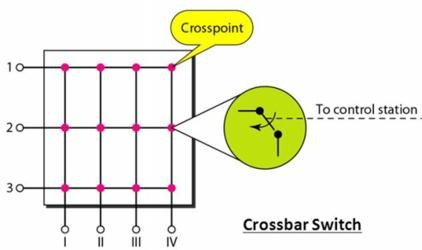 Crosspoint
1
2
To control station
3
I II III IV
Crossbar Switch